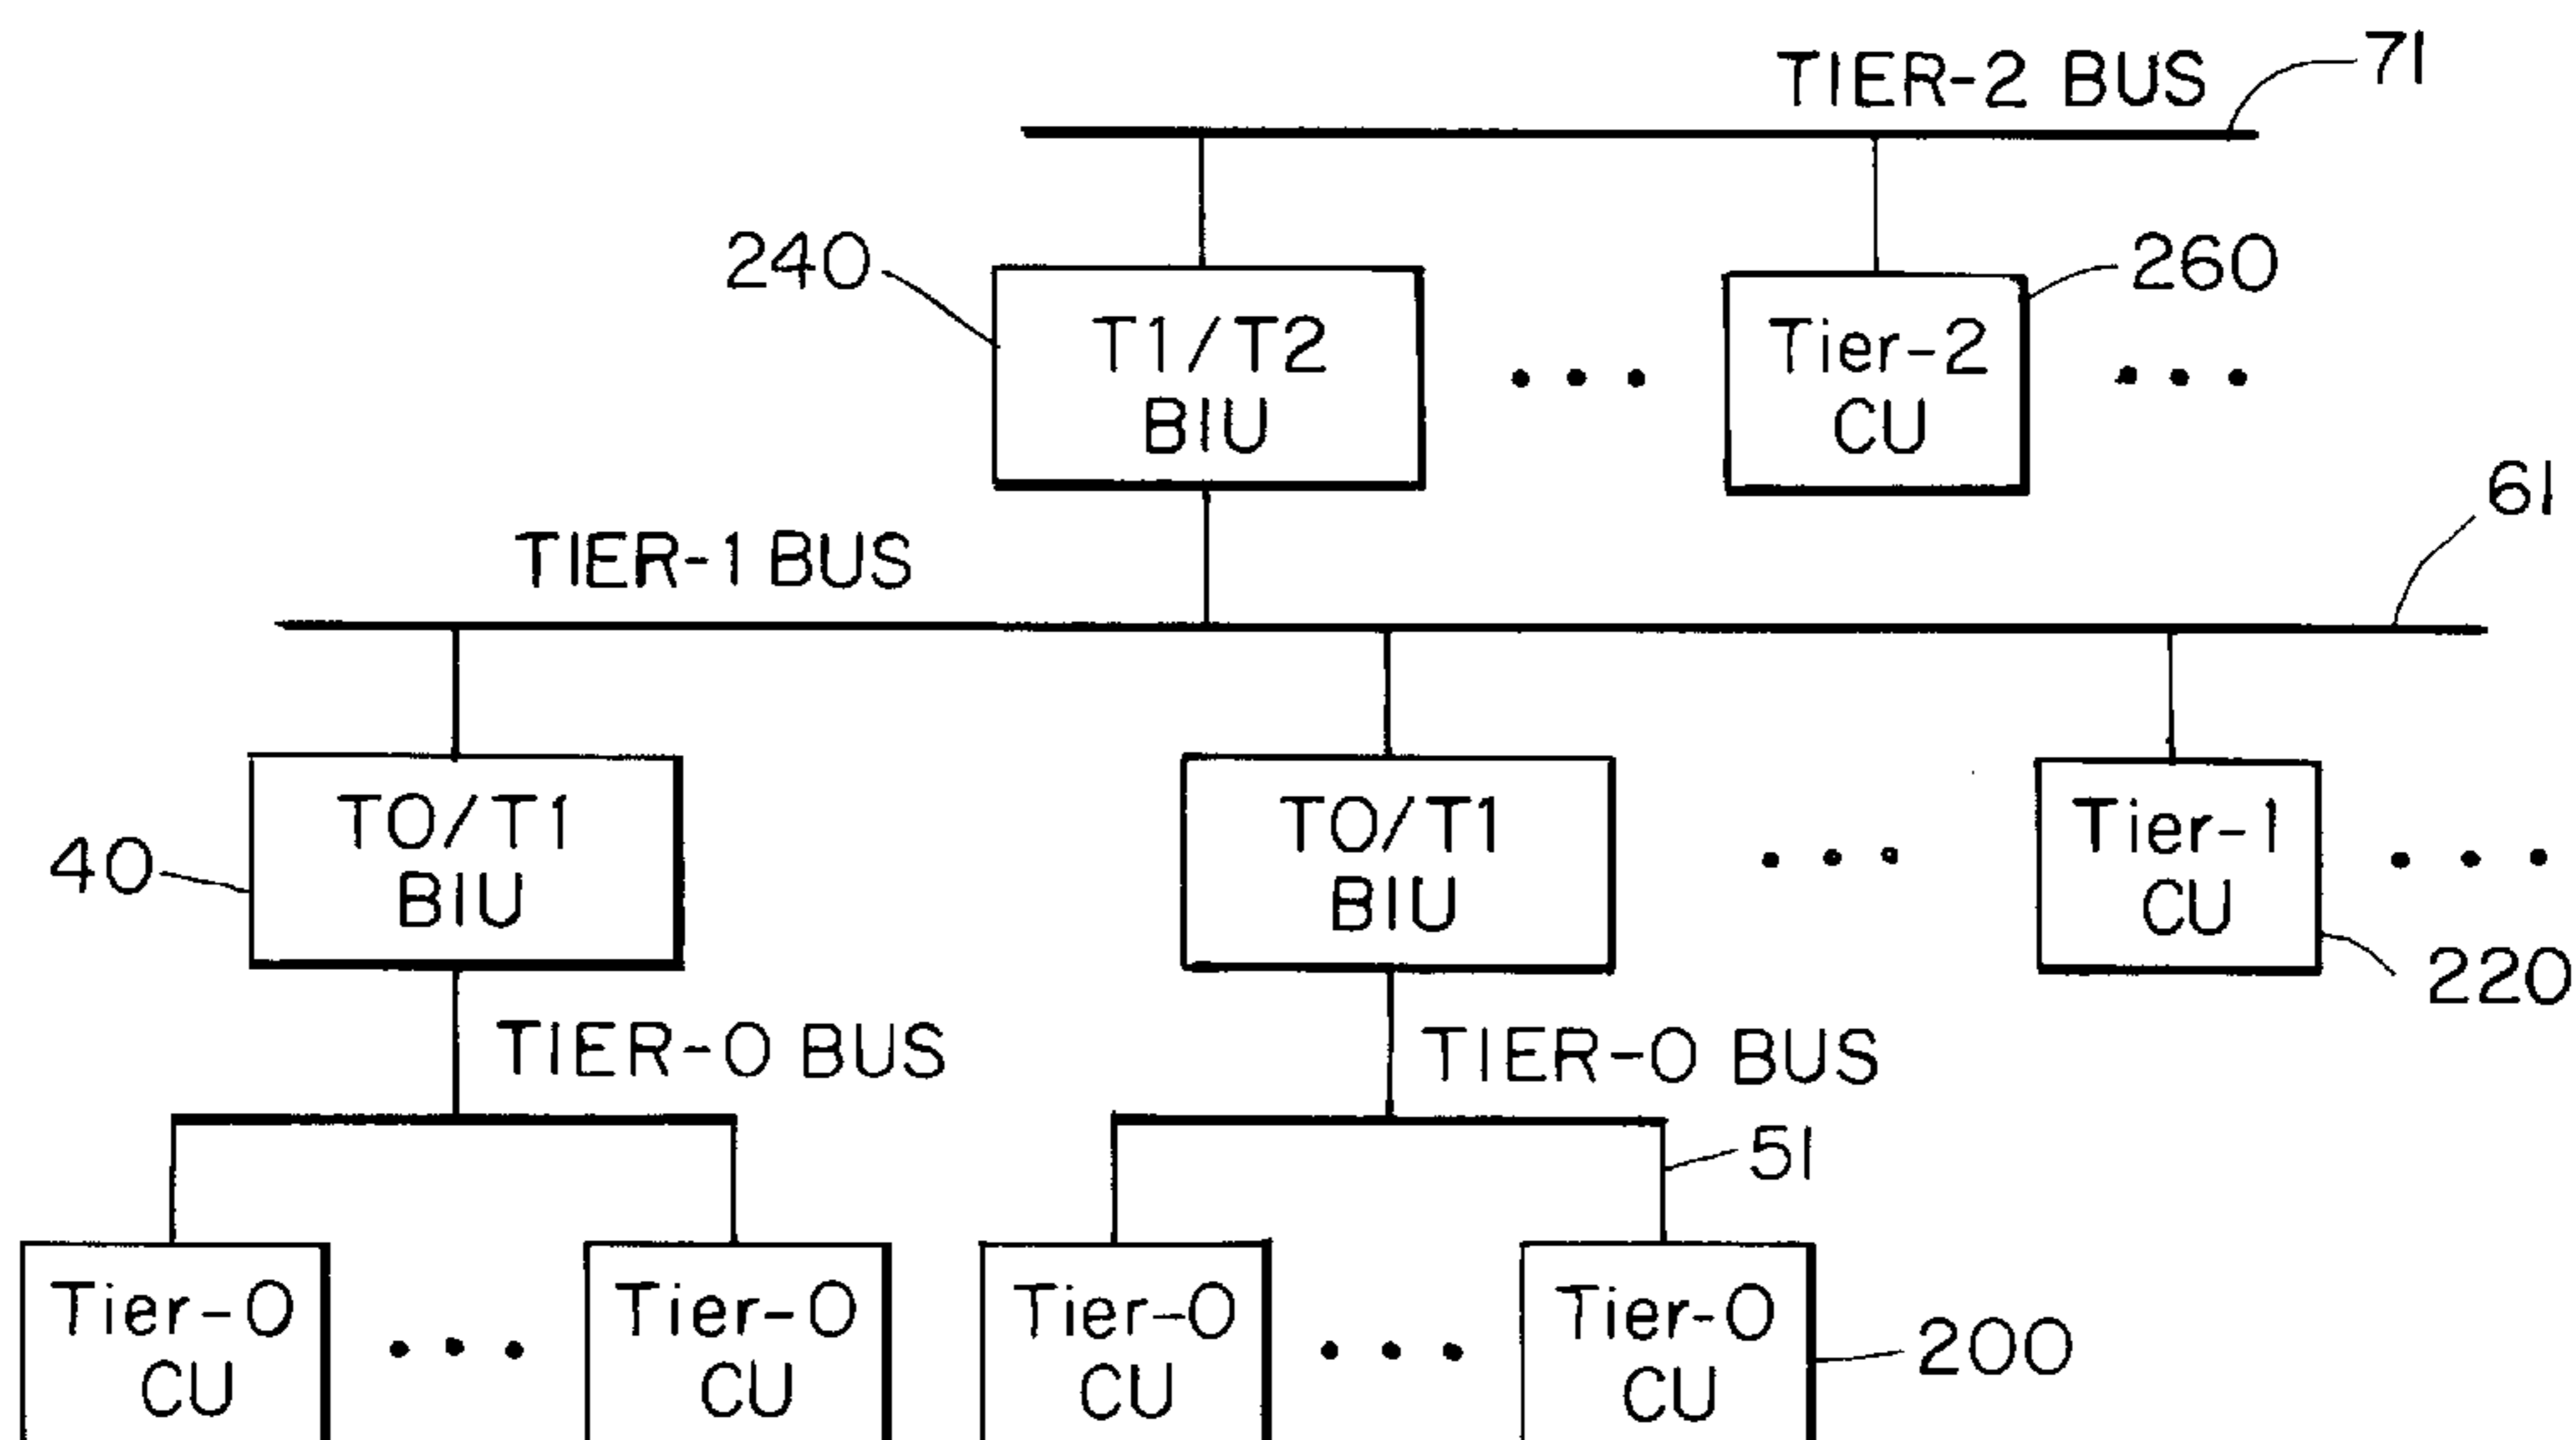 TIER-2 BUS
71
240
T1/T2
BIU
Tier-2
CU
260
TIER-1 BUS
61
40
T0/T1
BIU
T0/T1
BIU
Tier-1
CU
220
TIER-0 BUS
TIER-0 BUS
51
Tier-0
CU
Tier-0
CU
Tier-0
CU
Tier-0
CU
200